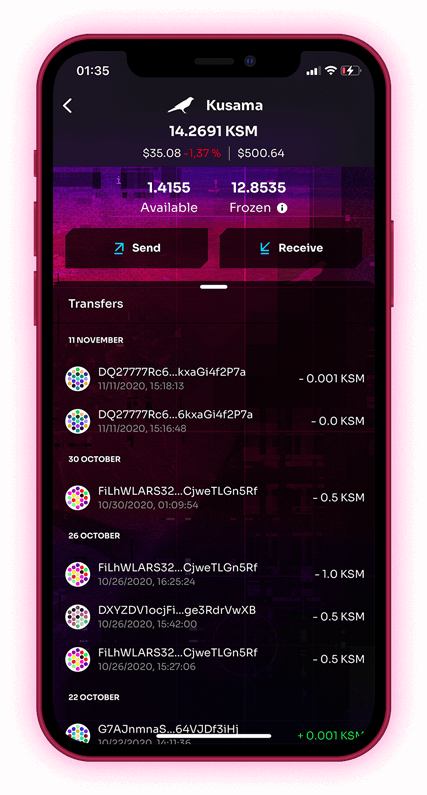 01:35
Kusama
14.2691 KSM
$35.08 -1,37 % | $500.64
1.4155 12.8535
Available Frozen
Send Receive
Transfers
11 NOVEMBER
DQ27777Rc6...kxaGi4f2P7a - 0.001 KSM
11/11/2020, 15:18:13
DQ27777Rc6...6kxaGi4f2P7a - 0.0 KSM
11/11/2020, 15:16:48
30 OCTOBER
FiLhWLARS32...CjweTLGn5Rf - 0.5 KSM
10/30/2020, 01:09:54
26 OCTOBER
FiLhWLARS32...CjweTLGn5Rf - 1.0 KSM
10/26/2020, 16:25:24
DXYZDV1ocjFi...ge3RdrVwXB - 0.5 KSM
10/26/2020, 15:42:00
FiLhWLARS32...CjweTLGn5Rf - 0.5 KSM
10/26/2020, 15:27:06
22 OCTOBER
G7AJnmnaS...64VJDf3iHj + 0.001 KSM
10/22/2020, 14:11:36